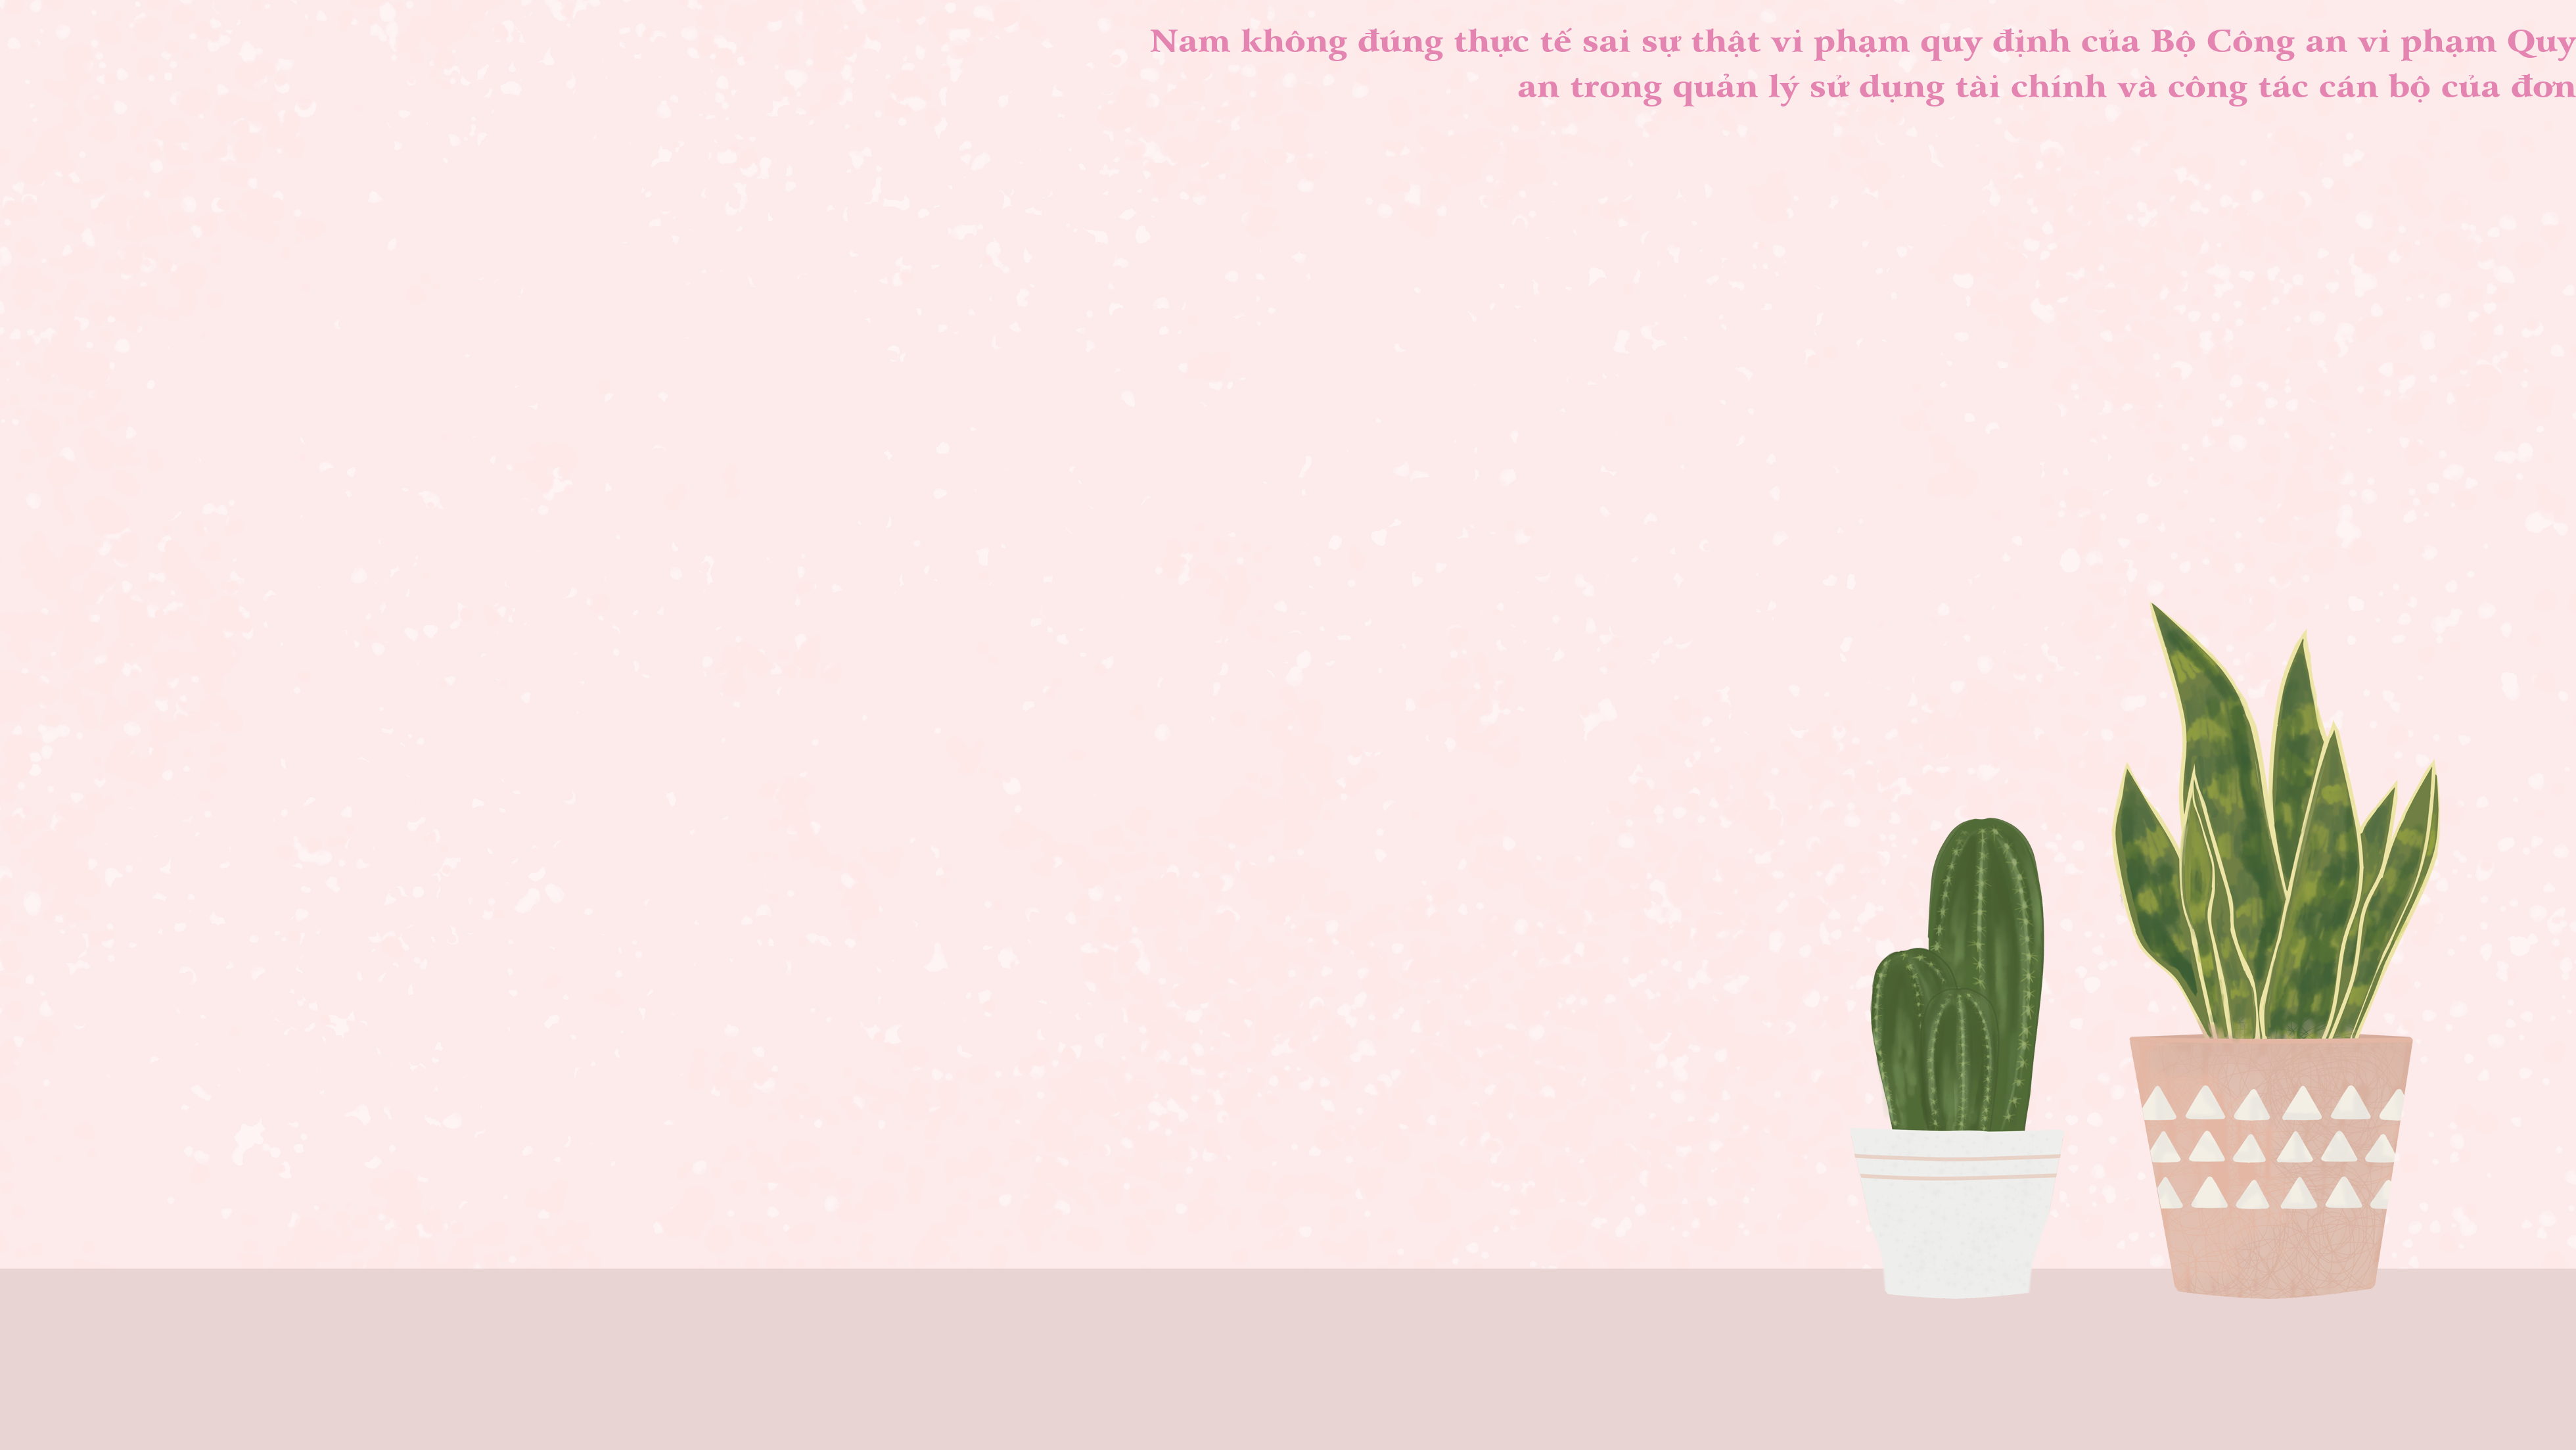 Nam không đúng thực tế sai sự thật vi phạm quy định của Bộ Công an vi phạm Quy
an trong quản lý sử dụng tài chính và công tác cán bộ của đơn